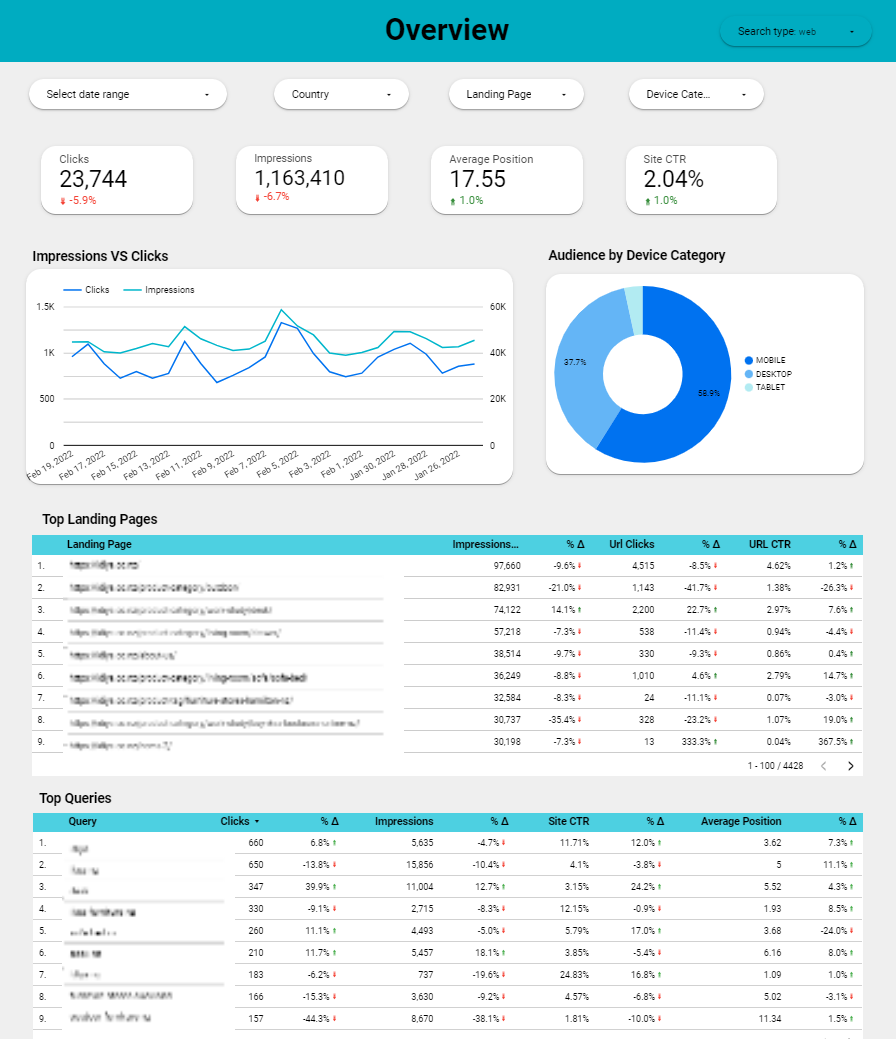 Overview
Search type: web
Select date range
Country
Landing Page
Device Cate...
Clicks
23,744
-5.9%
Impressions
1,163,410
-6.7%
Average Position
17.55
1.0%
Site CTR
2.04%
1.0%
Impressions VS Clicks
Clicks Impressions
1.5K 60K
1K 40K
500 20K
0 0
Feb 19, 2022 Feb 17, 2022 Feb 15, 2022 Feb 13, 2022 Feb 11, 2022 Feb 9, 2022 Feb 7, 2022 Feb 5, 2022 Feb 3, 2022 Feb 1, 2022 Jan 30, 2022 Jan 28, 2022 Jan 26, 2022
Audience by Device Category
37.7%
58.9%
MOBILE
DESKTOP
TABLET
Top Landing Pages
Landing Page Impressions... % Δ Url Clicks % Δ URL CTR % Δ
1. 97,660 -9.6% 4,515 -8.5% 4.62% 1.2%
2. 82,931 -21.0% 1,143 -41.7% 1.38% -26.3%
3. 74,122 14.1% 2,200 22.7% 2.97% 7.6%
4. 57,218 -7.3% 538 -11.4% 0.94% -4.4%
5. 38,514 -9.7% 330 -9.3% 0.86% 0.4%
6. 36,249 -8.8% 1,010 4.6% 2.79% 14.7%
7. 32,584 -8.3% 24 -11.1% 0.07% -3.0%
8. 30,737 -35.4% 328 -23.2% 1.07% 19.0%
9. 30,198 -7.3% 13 333.3% 0.04% 367.5%
1 - 100 / 4428
Top Queries
Query Clicks % Δ Impressions % Δ Site CTR % Δ Average Position % Δ
1. 660 6.8% 5,635 -4.7% 11.71% 12.0% 3.62 7.3%
2. 650 -13.8% 15,856 -10.4% 4.1% -3.8% 5 11.1%
3. 347 39.9% 11,004 12.7% 3.15% 24.2% 5.52 4.3%
4. 330 -9.1% 2,715 -8.3% 12.15% -0.9% 1.93 8.5%
5. 260 11.1% 4,493 -5.0% 5.79% 17.0% 3.68 -24.0%
6. 210 11.7% 5,457 18.1% 3.85% -5.4% 6.16 8.0%
7. 183 -6.2% 737 -19.6% 24.83% 16.8% 1.09 1.0%
8. 166 -15.3% 3,630 -9.2% 4.57% -6.8% 5.02 -3.1%
9. 157 -44.3% 8,670 -38.1% 1.81% -10.0% 11.34 1.5%